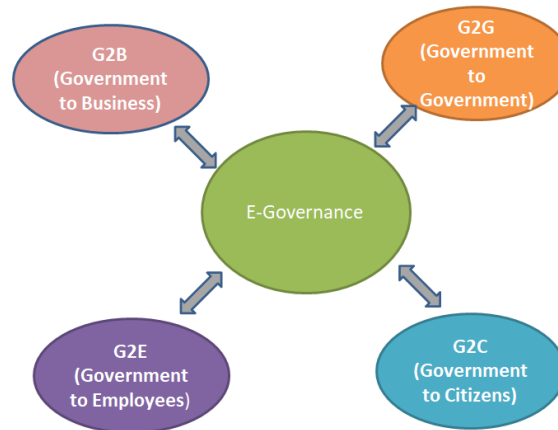 G2B
(Government
to Business)
G2G
(Government
to
Government)
E-Governance
G2E
(Government
to Employees)
G2C
(Government
to Citizens)